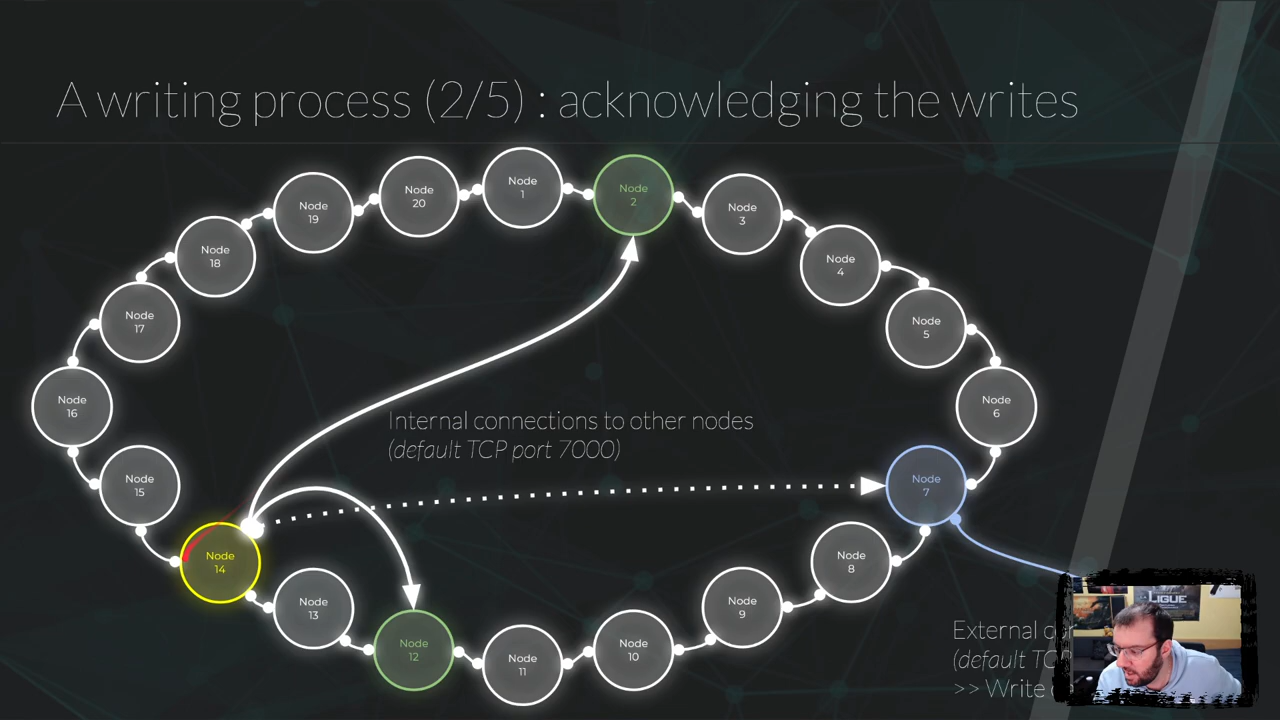 A writing process (2/5) : acknowledging the writes
Node 1
Node 2
Node 3
Node 4
Node 5
Node 6
Node 7
Node 8
Node 9
Node 10
Node 11
Node 12
Node 13
Node 14
Node 15
Node 16
Node 17
Node 18
Node 19
Node 20
Internal connections to other nodes
(default TCP port 7000)
External
(default
>> Write
LIGUE